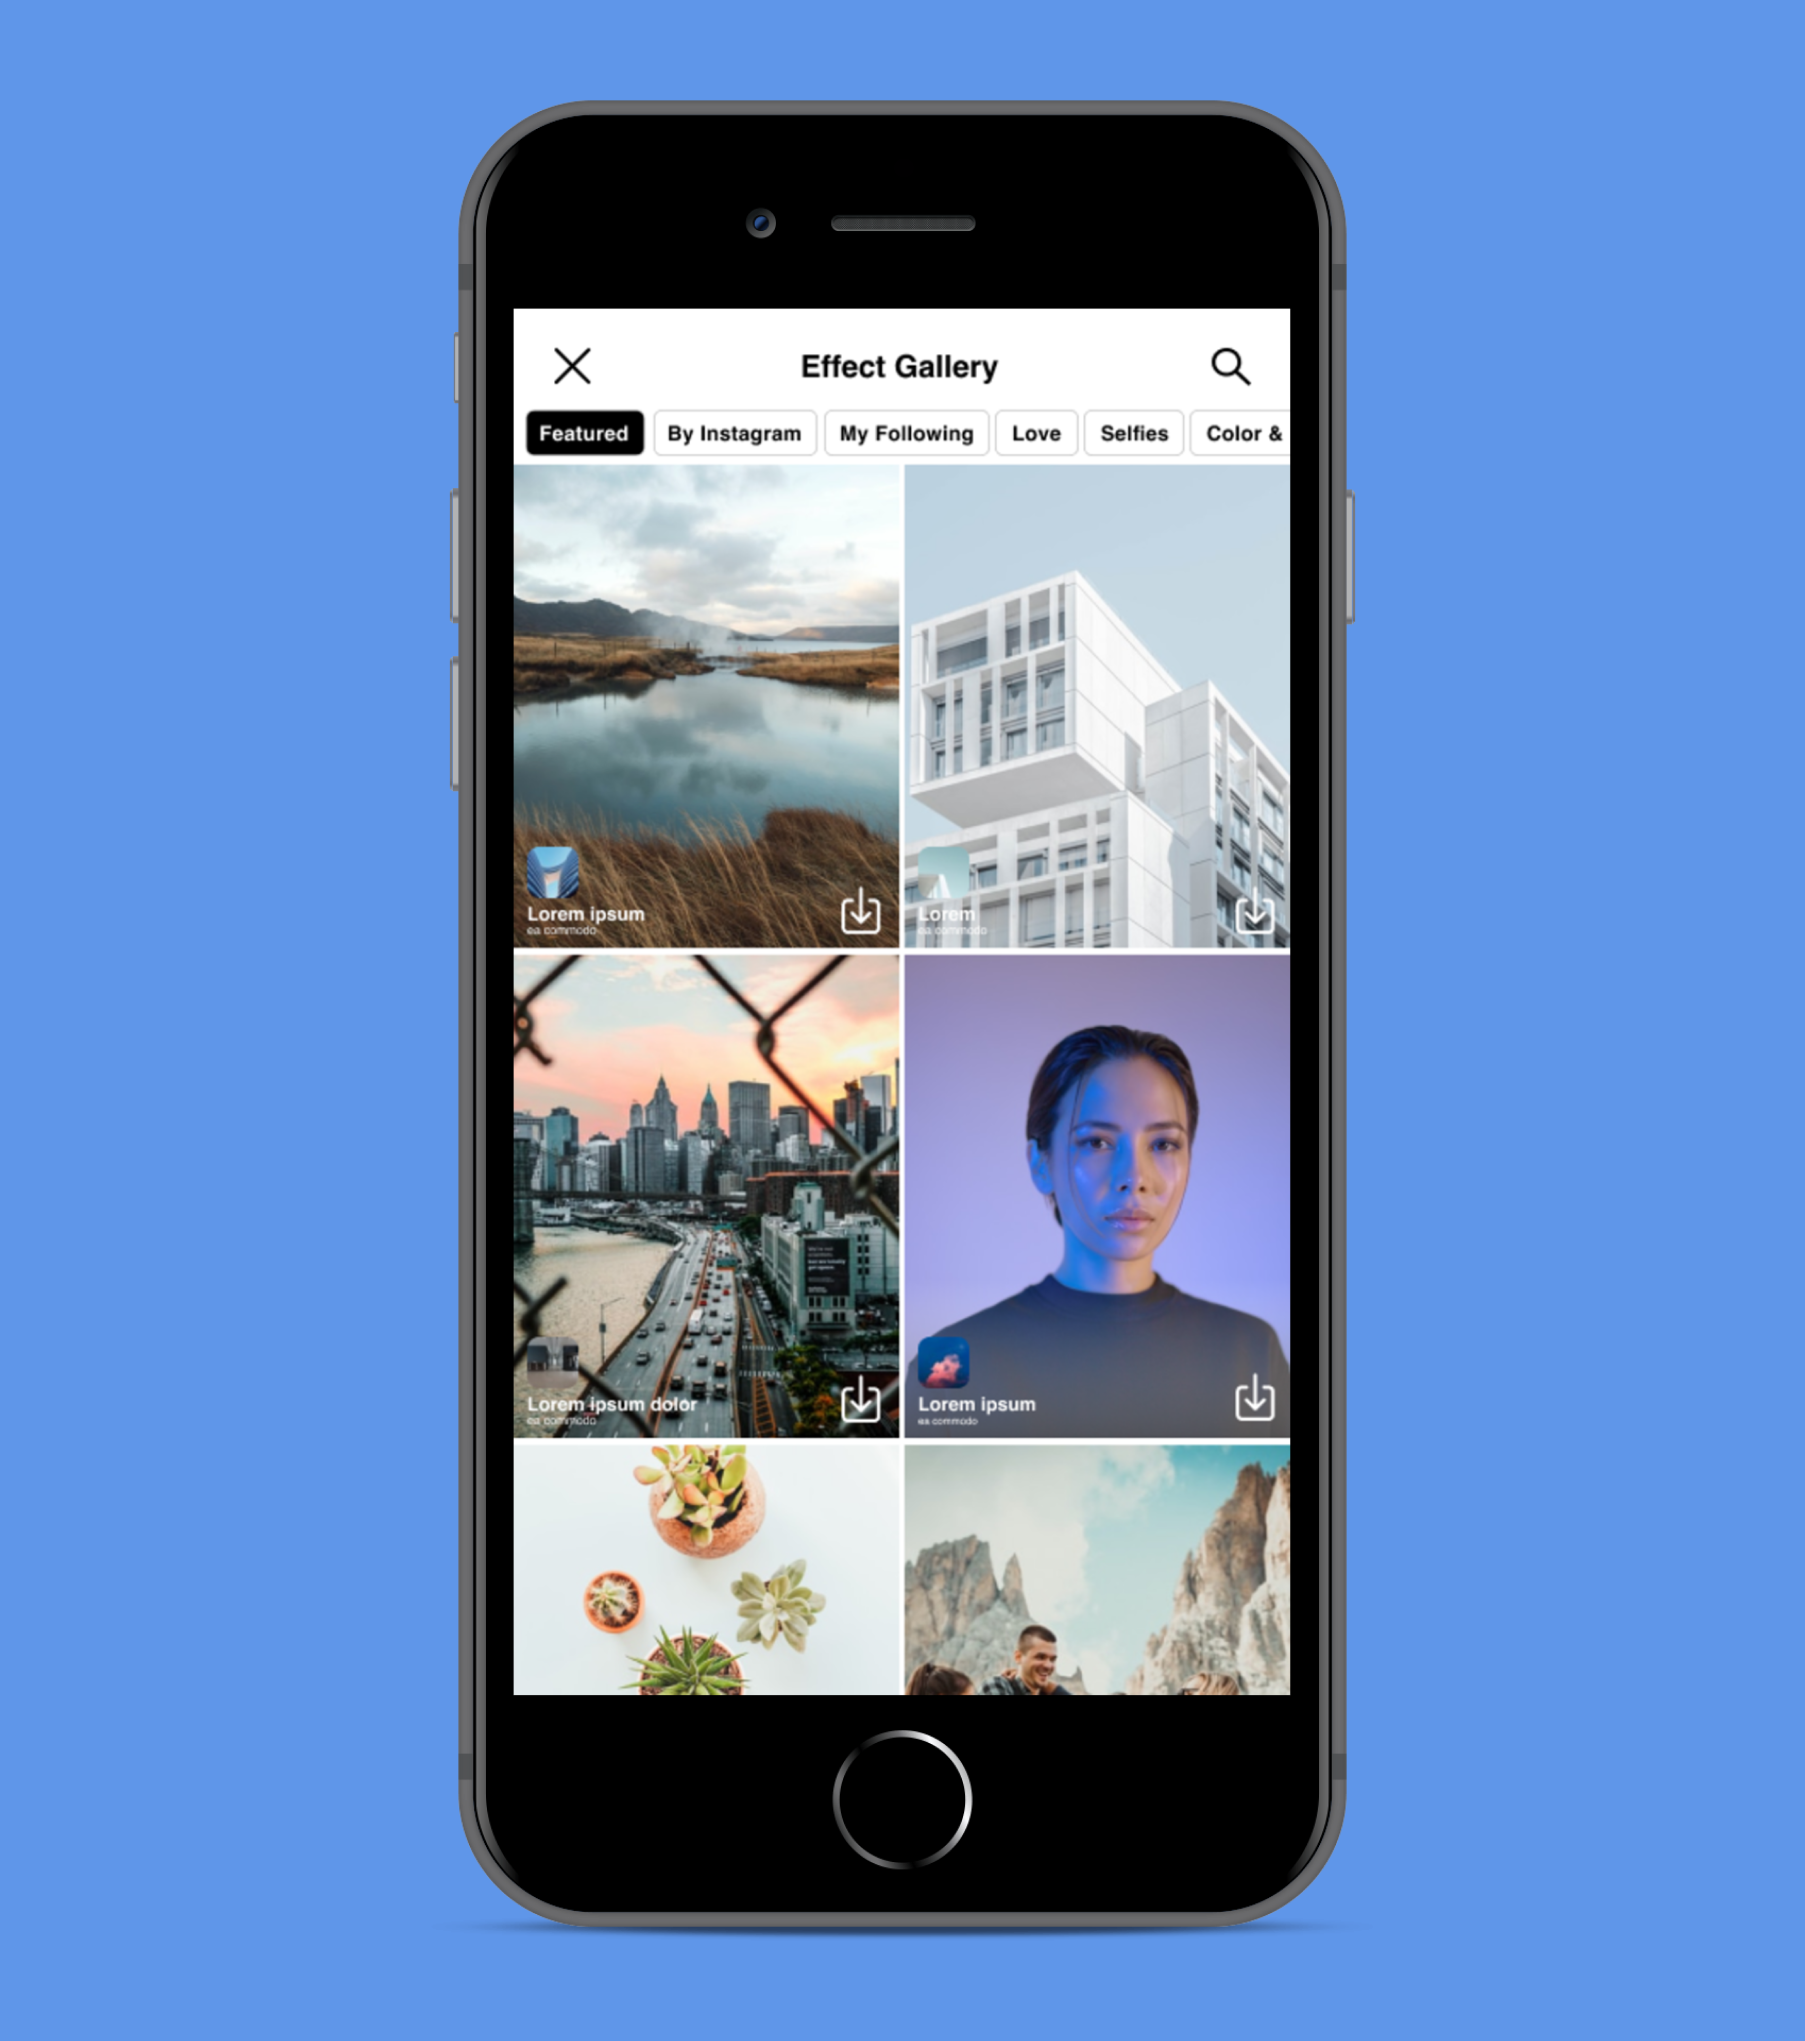 Effect Gallery
Featured
By Instagram
My Following
Love
Selfies
Color &
Lorem ipsum
ea commodo
Lorem
ea commodo
Lorem ipsum dolor
ea commodo
Lorem ipsum
ea commodo